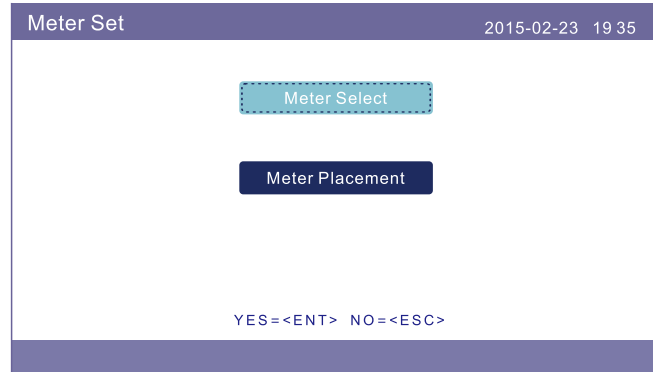 Meter Set
2015-02-23 19 35
Meter Select
Meter Placement
YES=<ENT> NO=<ESC>